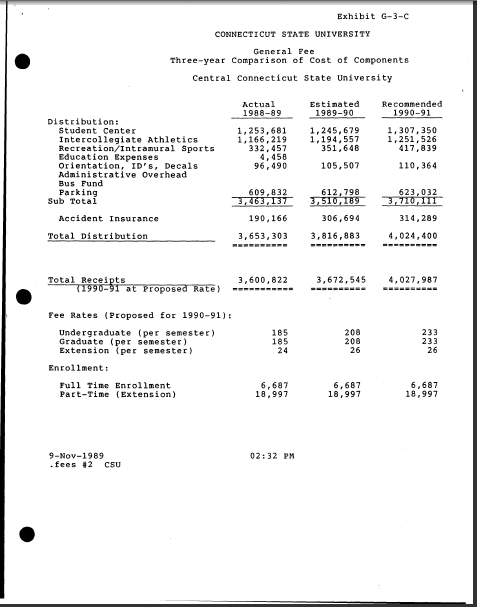 Exhibit G-3-C
CONNECTICUT STATE UNIVERSITY
General Fee
Three-year Comparison of Cost of Components
Central Connecticut State University
Actual Estimated Recommended
1988-89 1989-90 1990-91
Distribution:
Student Center 1,253,681 1,245,679 1,307,350
Intercollegiate Athletics 1,166,219 1,194,557 1,251,526
Recreation/Intramural Sports 332,457 351,648 417,839
Education Expenses 4,458
Orientation, ID's, Decals 96,490 105,507 110,364
Administrative Overhead
Bus Fund
Parking 609,832 612,798 623,032
Sub Total 3,463,137 3,510,189 3,710,111
Accident Insurance 190,166 306,694 314,289
Total Distribution 3,653,303 3,816,883 4,024,400
========== ========== ==========
Total Receipts 3,600,822 3,672,545 4,027,987
(1990-91 at Proposed Rate) =========== ========== ==========
Fee Rates (Proposed for 1990-91):
Undergraduate (per semester) 185 208 233
Graduate (per semester) 185 208 233
Extension (per semester) 24 26 26
Enrollment:
Full Time Enrollment 6,687 6,687 6,687
Part-Time (Extension) 18,997 18,997 18,997
9-Nov-1989 02:32 PM
.fees #2 CSU